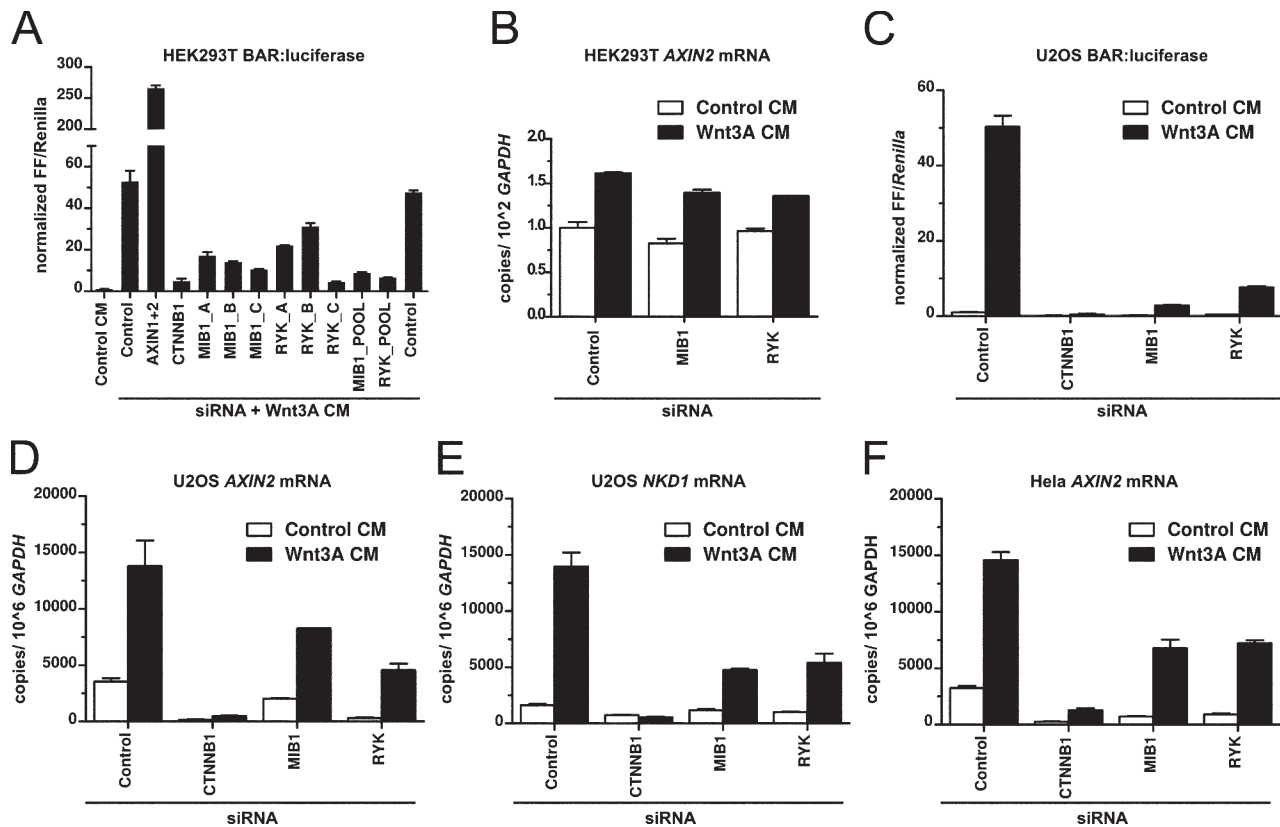 A
HEK293T BAR:luciferase
normalized FF/Renilla
300
250
200
60
40
20
0
Control CM
Control
AXIN1+2
CTNNB1
MIB1_A
MIB1_B
MIB1_C
RYK_A
RYK_B
RYK_C
MIB1_POOL
RYK_POOL
Control
siRNA + Wnt3A CM
B
HEK293T AXIN2 mRNA
Control CM
Wnt3A CM
copies/ 10^2 GAPDH
2.0
1.5
1.0
0.5
0.0
Control
MIB1
RYK
siRNA
C
U2OS BAR:luciferase
Control CM
Wnt3A CM
normalized FF/Renilla
60
40
20
0
Control
CTNNB1
MIB1
RYK
siRNA
D
U2OS AXIN2 mRNA
Control CM
Wnt3A CM
copies/ 10^6 GAPDH
20000
15000
10000
5000
0
Control
CTNNB1
MIB1
RYK
siRNA
E
U2OS NKD1 mRNA
Control CM
Wnt3A CM
copies/ 10^6 GAPDH
20000
15000
10000
5000
0
Control
CTNNB1
MIB1
RYK
siRNA
F
Hela AXIN2 mRNA
Control CM
Wnt3A CM
copies/ 10^6 GAPDH
20000
15000
10000
5000
0
Control
CTNNB1
MIB1
RYK
siRNA